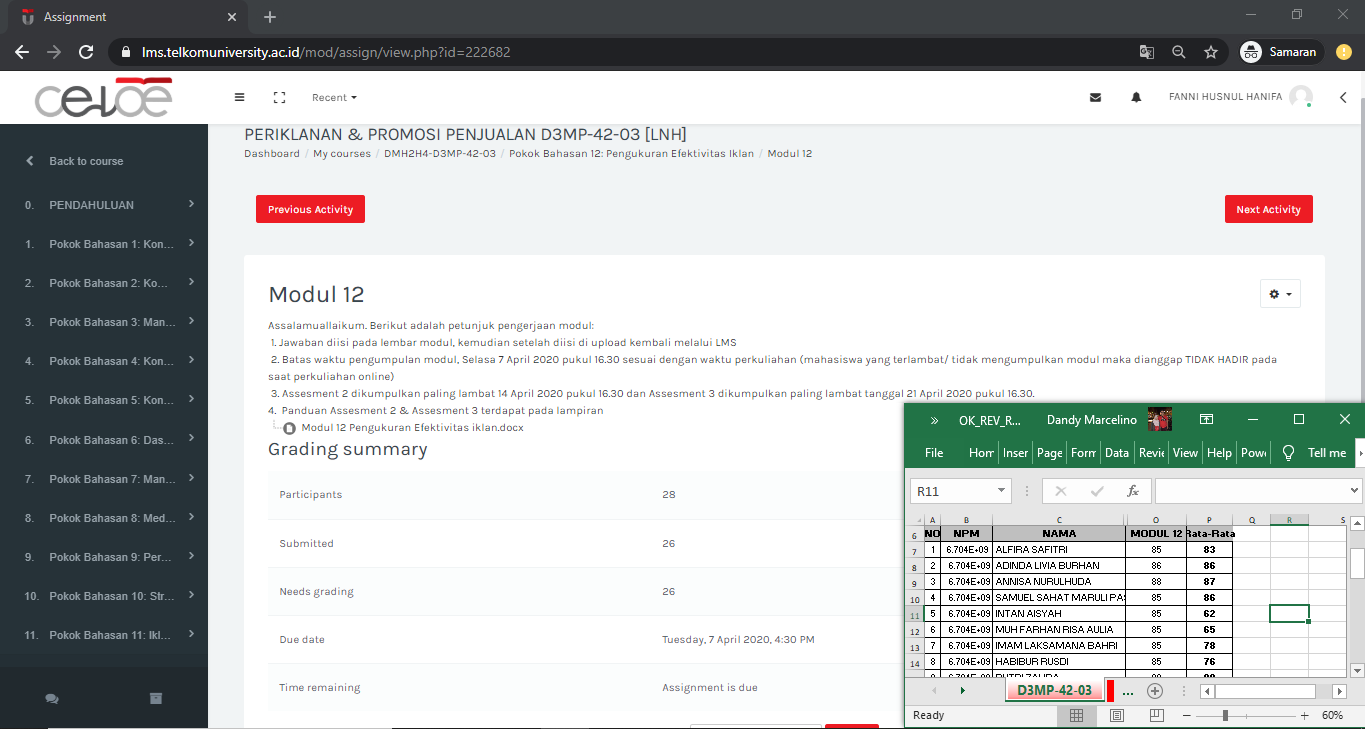 Assignment
lms.telkomuniversity.ac.id/mod/assign/view.php?id=222682
Samaran
celoe
Recent
FANNI HUSNUL HANIFA
Back to course
0. PENDAHULUAN
1. Pokok Bahasan 1: Kon...
2. Pokok Bahasan 2: Ko...
3. Pokok Bahasan 3: Man...
4. Pokok Bahasan 4: Kon...
5. Pokok Bahasan 5: Kon...
6. Pokok Bahasan 6: Das...
7. Pokok Bahasan 7: Man...
8. Pokok Bahasan 8: Med...
9. Pokok Bahasan 9: Per...
10. Pokok Bahasan 10: Str...
11. Pokok Bahasan 11: Ikl...
PERIKLANAN & PROMOSI PENJUALAN D3MP-42-03 [LNH]
Dashboard / My courses / DMH2H4-D3MP-42-03 / Pokok Bahasan 12: Pengukuran Efektivitas Iklan / Modul 12
Previous Activity
Next Activity
Modul 12
Assalamuallaikum. Berikut adalah petunjuk pengerjaan modul:
1. Jawaban diisi pada lembar modul, kemudian setelah diisi di upload kembali melalui LMS
2. Batas waktu pengumpulan modul, Selasa 7 April 2020 pukul 16.30 sesuai dengan waktu perkuliahan (mahasiswa yang terlambat/ tidak mengumpulkan modul maka dianggap TIDAK HADIR pada
saat perkuliahan online)
3. Assesment 2 dikumpulkan paling lambat 14 April 2020 pukul 16.30 dan Assesment 3 dikumpulkan paling lambat tanggal 21 April 2020 pukul 16.30.
4. Panduan Assesment 2 & Assesment 3 terdapat pada lampiran
Modul 12 Pengukuran Efektivitas iklan.docx
Grading summary
Participants 28
Submitted 26
Needs grading 26
Due date Tuesday, 7 April 2020, 4:30 PM
Time remaining Assignment is due
OK_REV_R... Dandy Marcelino
File Hom Inser Page Form Data Revie View Help Powe Tell me
R11 fx
A B C O P Q R S
6 NO NPM NAMA MODUL 12 Rata-Rata
7 1 6.704E+09 ALFIRA SAFITRI 85 83
8 2 6.704E+09 ADINDA LIVIA BURHAN 86 86
9 3 6.704E+09 ANNISA NURULHUDA 88 87
10 4 6.704E+09 SAMUEL SAHAT MARULI PAS 85 86
11 5 6.704E+09 INTAN AISYAH 85 62
12 6 6.704E+09 MUH FARHAN RISA AULIA 85 65
13 7 6.704E+09 IMAM LAKSAMANA BAHRI 85 78
14 8 6.704E+09 HABIBUR RUSDI 85 76
D3MP-42-03 ...
Ready 60%